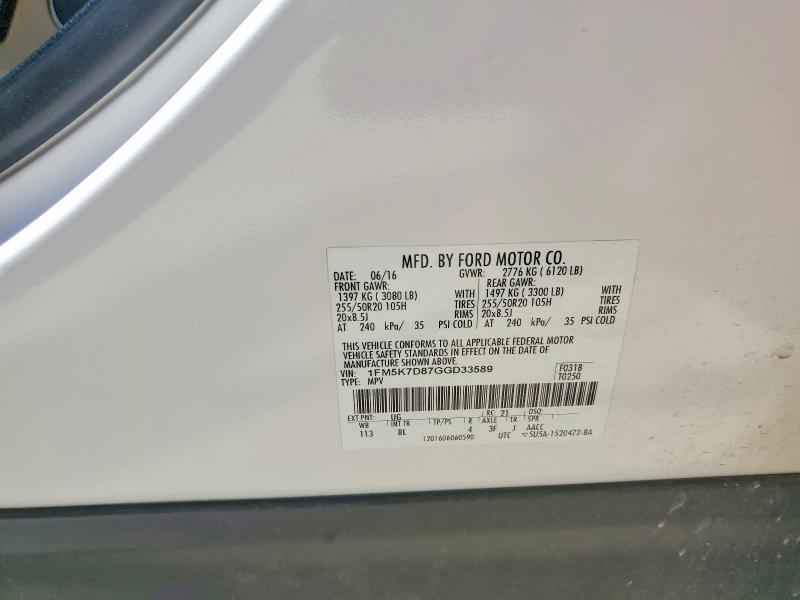 MFD. BY FORD MOTOR CO.
DATE: 06/16 GVWR: 2776 KG ( 6120 LB)
FRONT GAWR: REAR GAWR:
1397 KG ( 3080 LB) WITH 1497 KG ( 3300 LB) WITH
255/50R20 105H TIRES 255/50R20 105H TIRES
20x8.5J RIMS 20x8.5J RIMS
AT 240 kPa/ 35 PSI COLD AT 240 kPa/ 35 PSI COLD
THIS VEHICLE CONFORMS TO ALL APPLICABLE FEDERAL MOTOR
VEHICLE SAFETY STANDARDS IN EFFECT ON THE DATE OF
MANUFACTURE SHOWN ABOVE.
VIN: 1FM5K7D87GGD33589 F0318
TYPE: MPV T0250
EXT PNT: UG RC: 21 DSO:
WB INT TR TP/PS R AXLE TR SPR
113 BL 4 3F J AACC
1201606060590 UTC ▽SU5A-1520472-BA